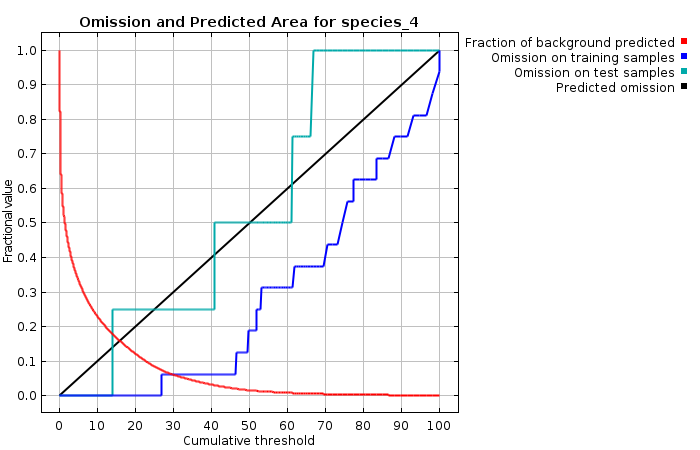 Omission and Predicted Area for species_4
Fraction of background predicted
Omission on training samples
Omission on test samples
Predicted omission
Fractional value
1.0
0.9
0.8
0.7
0.6
0.5
0.4
0.3
0.2
0.1
0.0
0 10 20 30 40 50 60 70 80 90 100
Cumulative threshold